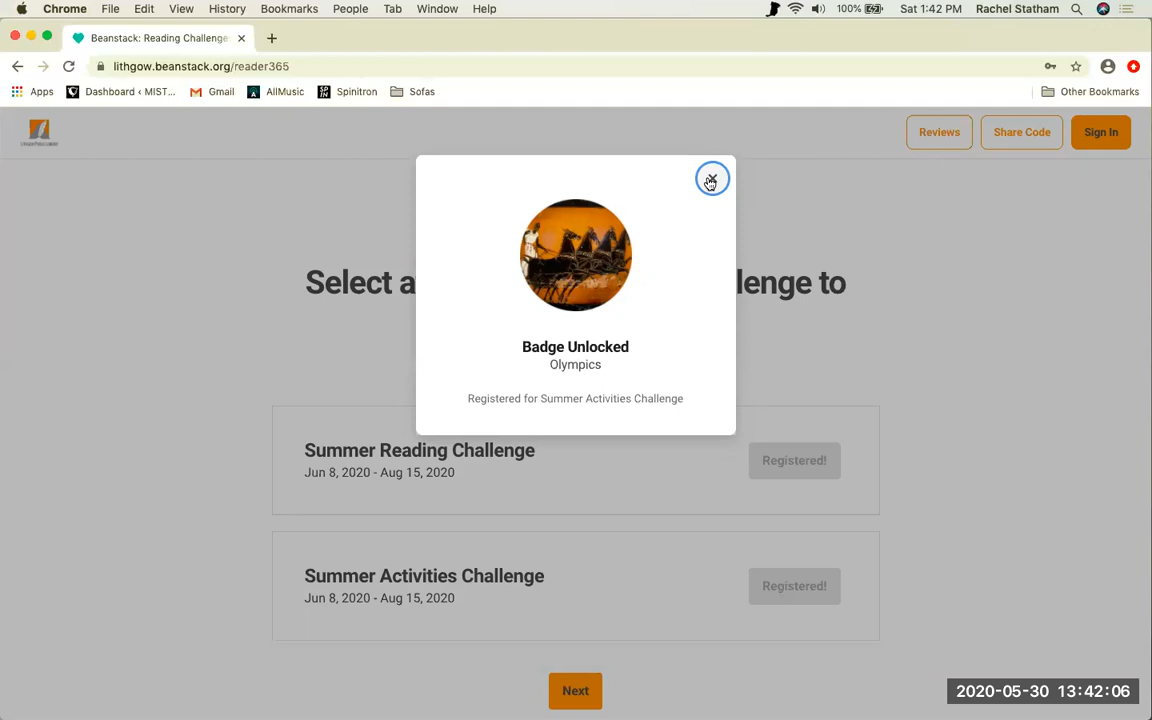 Chrome File Edit View History Bookmarks People Tab Window Help 100% Sat 1:42 PM Rachel Statham
Beanstack: Reading Challenge
lithgow.beanstack.org/reader365
Apps Dashboard ‹ MIST... Gmail AllMusic Spinitron Sofas Other Bookmarks
Reviews Share Code Sign In
Select a lenge to
Badge Unlocked
Olympics
Registered for Summer Activities Challenge
Summer Reading Challenge
Jun 8, 2020 - Aug 15, 2020
Registered!
Summer Activities Challenge
Jun 8, 2020 - Aug 15, 2020
Registered!
Next
2020-05-30 13:42:06